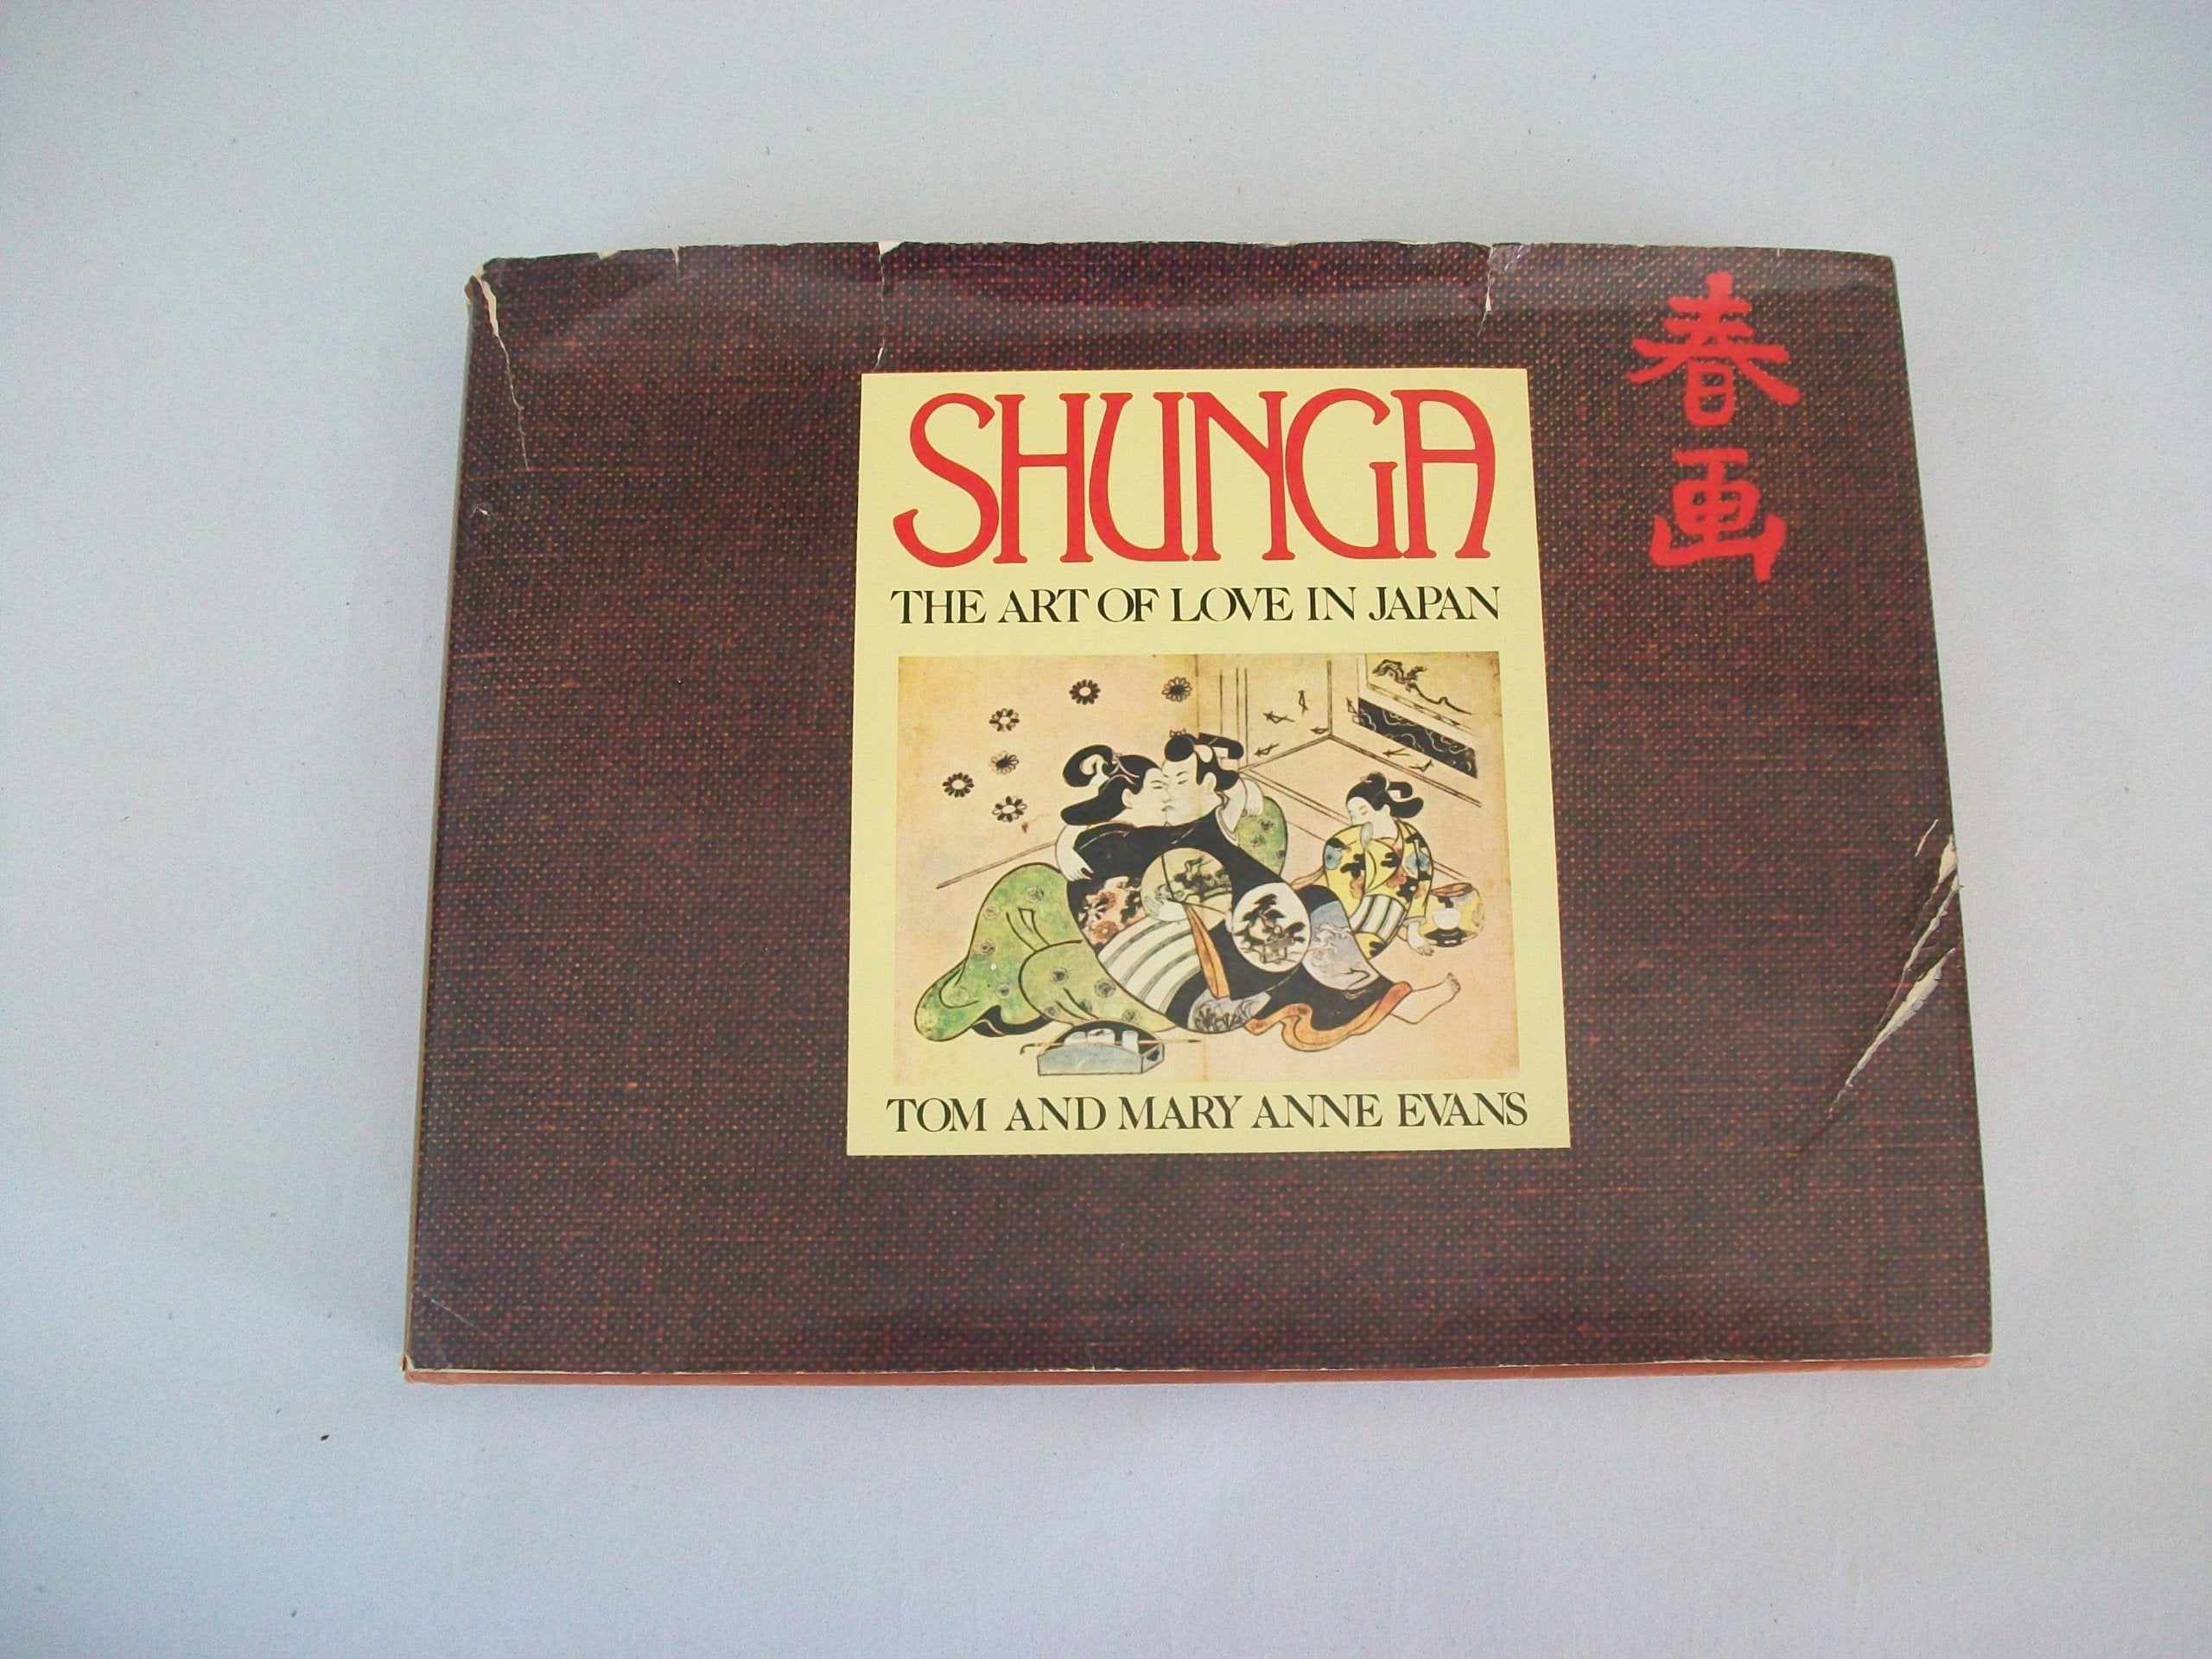 春画
SHUNGA
THE ART OF LOVE IN JAPAN
TOM AND MARY ANNE EVANS